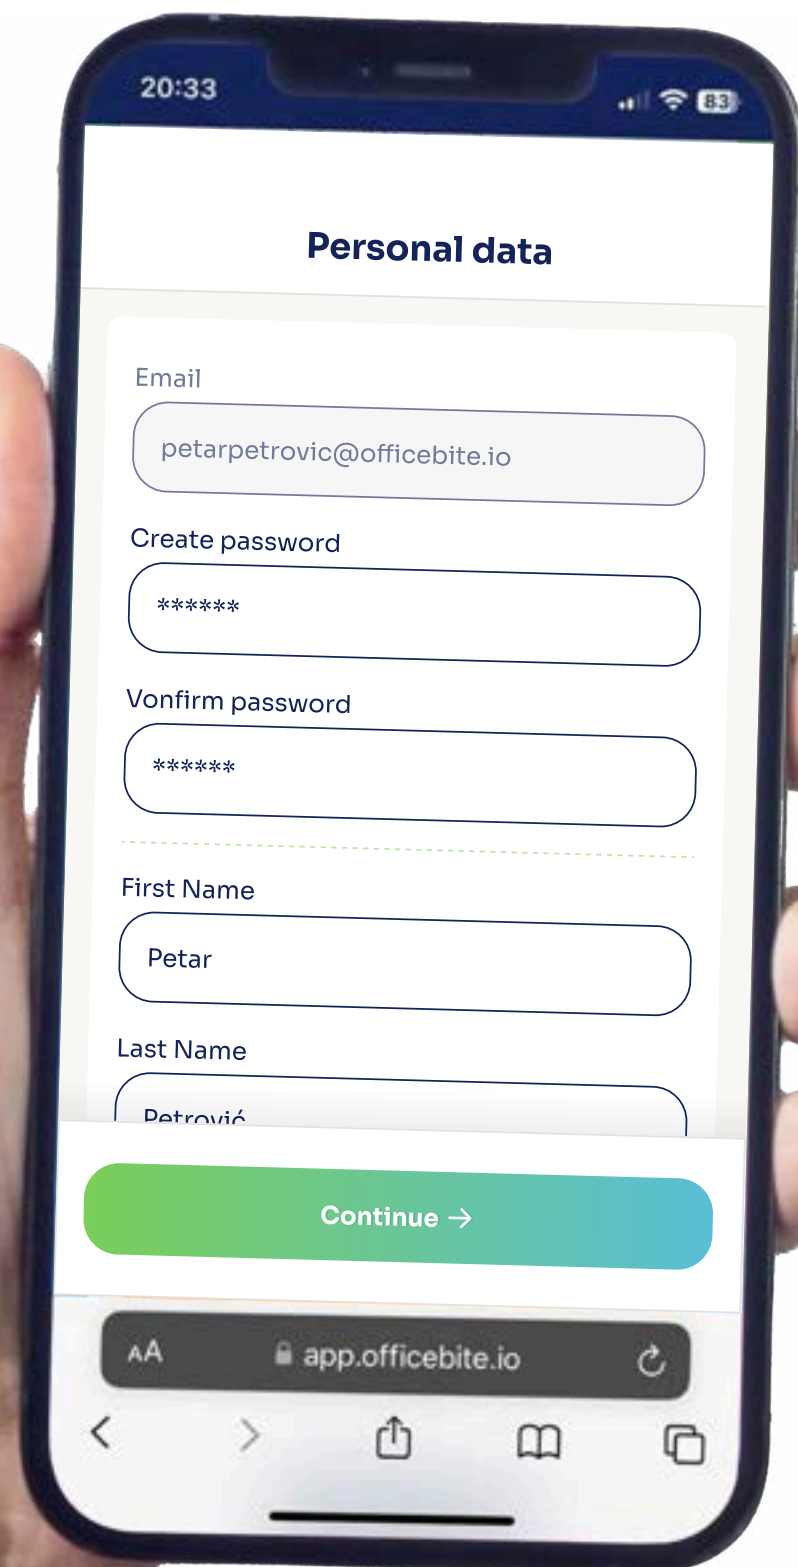 20:33
83
Personal data
Email
petarpetrovic@officebite.io
Create password
******
Vonfirm password
******
First Name
Petar
Last Name
Petrović
Continue →
AA
app.officebite.io